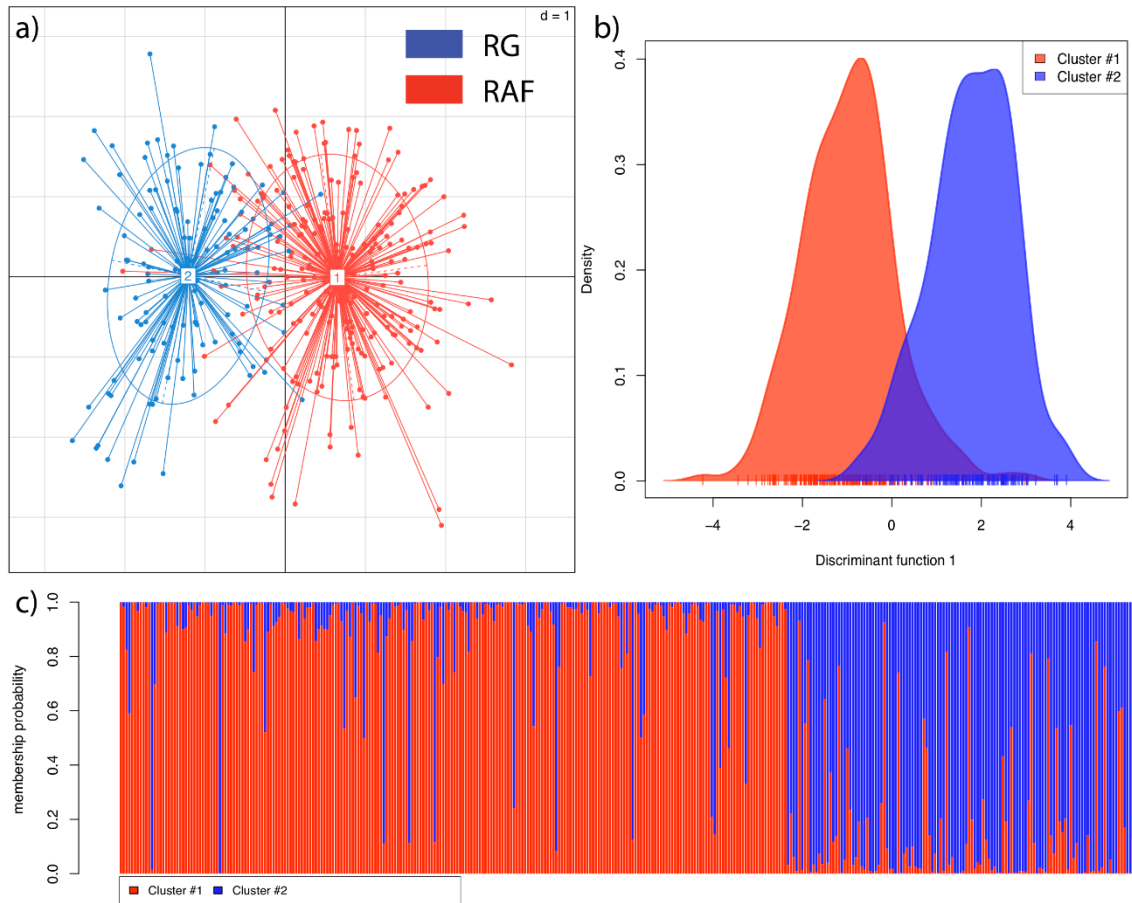 a)
d = 1
RG
RAF
2
1
b)
Cluster #1
Cluster #2
0.4
0.3
0.2
0.1
0.0
Density
−4
−2
0
2
4
Discriminant function 1
c)
1.0
0.8
0.6
0.4
0.2
0.0
membership probability
Cluster #1 Cluster #2